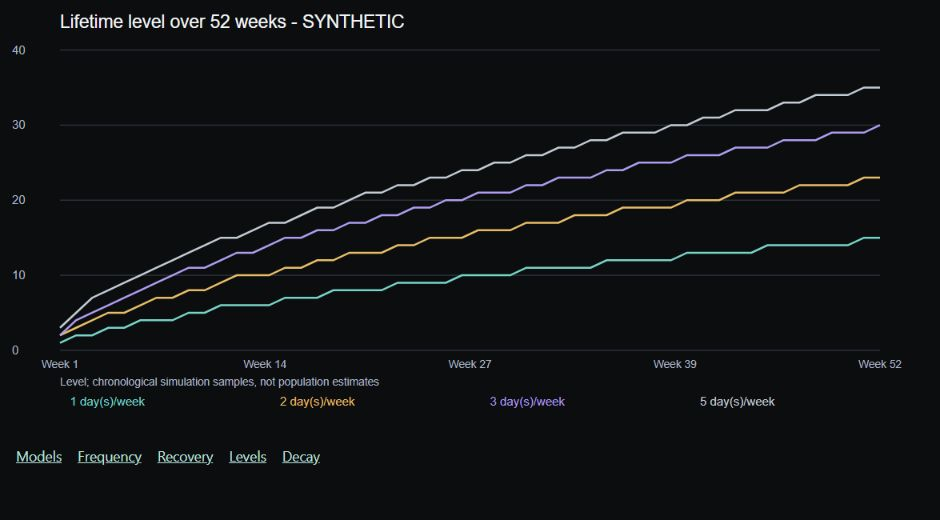 Lifetime level over 52 weeks - SYNTHETIC
40
30
20
10
0
Week 1 Week 14 Week 27 Week 39 Week 52
Level; chronological simulation samples, not population estimates
1 day(s)/week 2 day(s)/week 3 day(s)/week 5 day(s)/week
Models Frequency Recovery Levels Decay